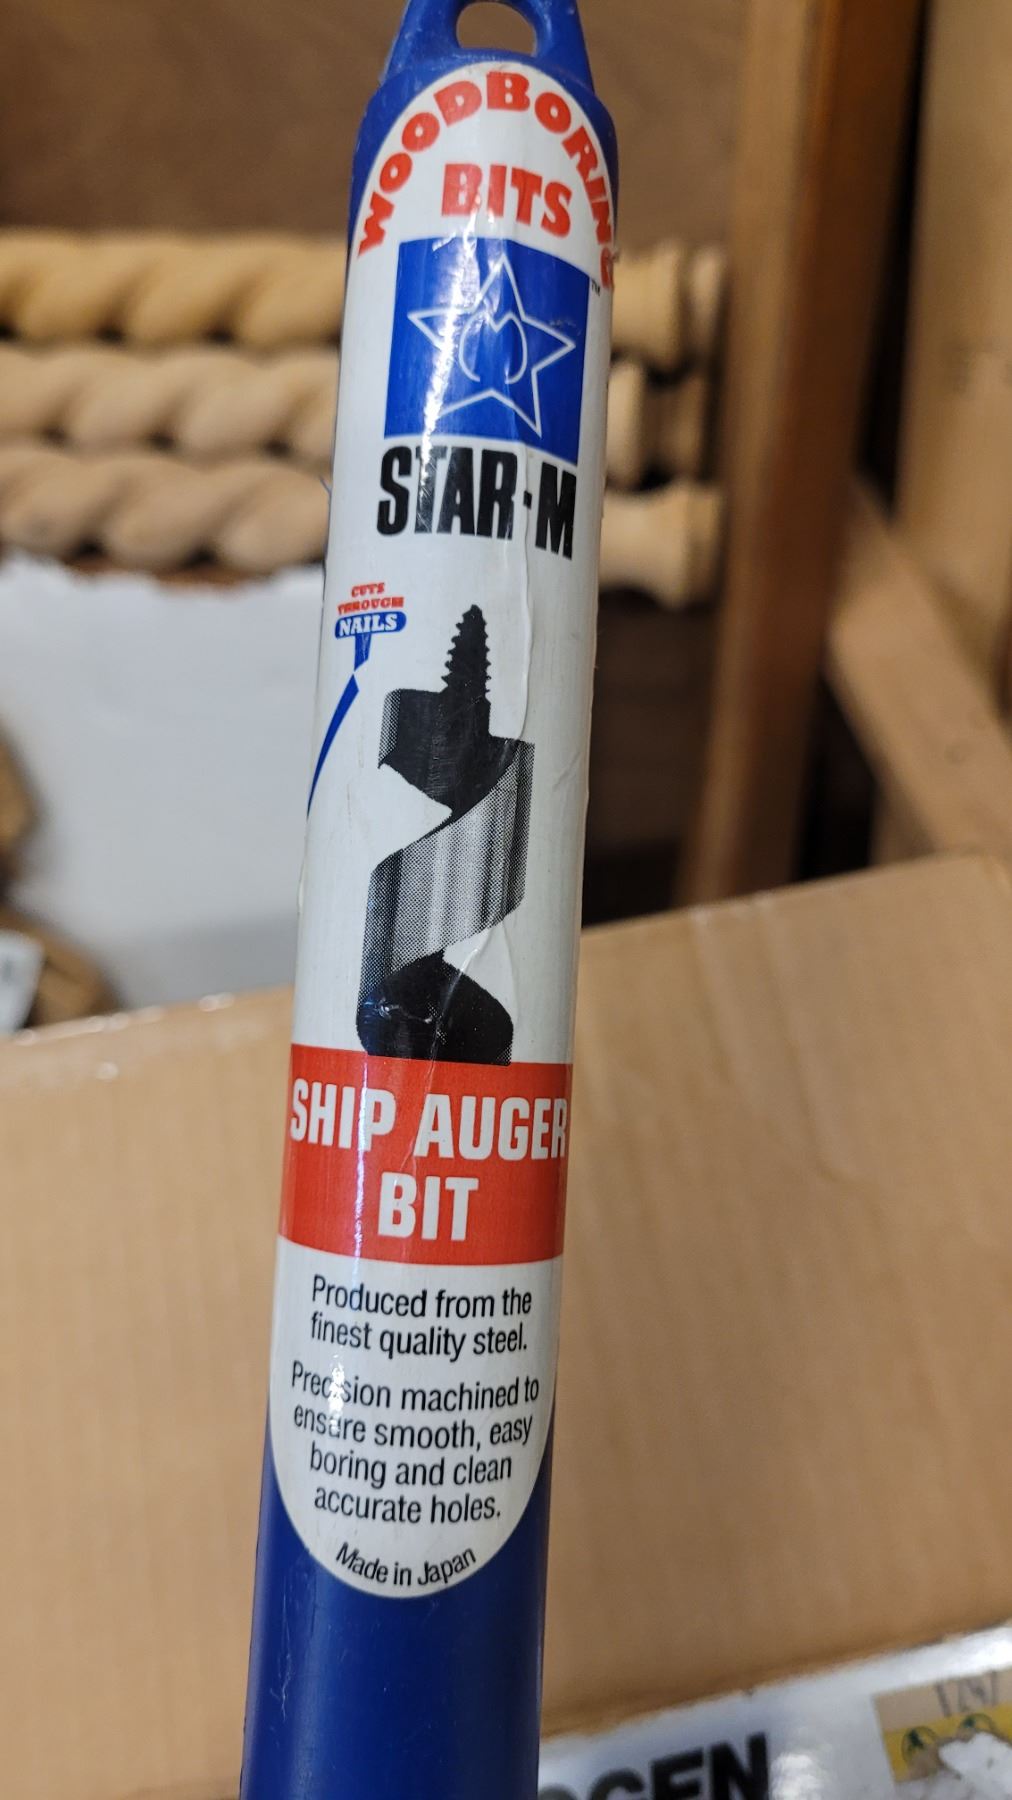 WOODBORING
BITS
TM
STAR-M
CUTS
THROUGH
NAILS
SHIP AUGER
BIT
Produced from the
finest quality steel.
Precision machined to
ensure smooth, easy
boring and clean
accurate holes.
Made in Japan